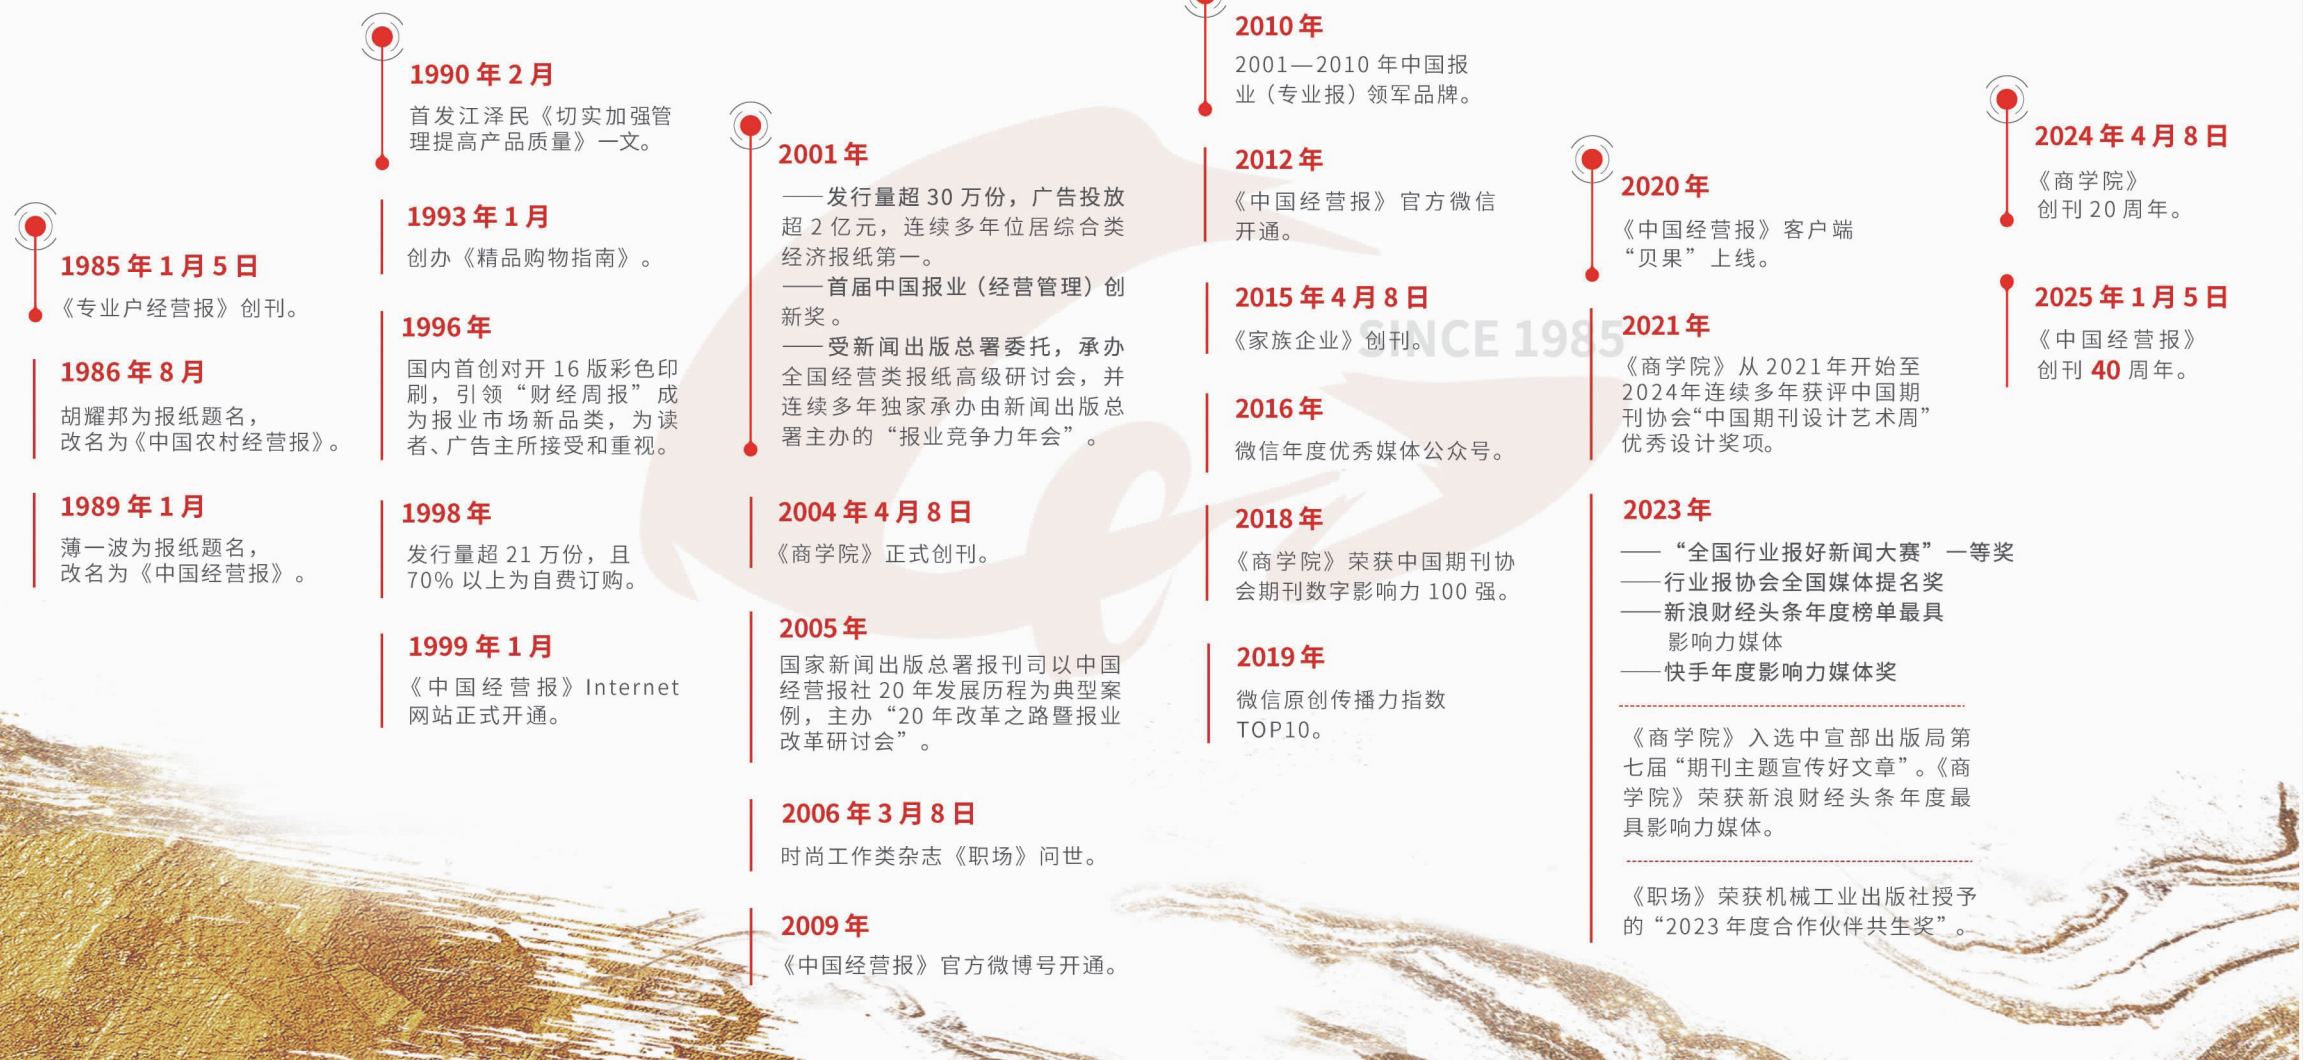 1985 年 1 月 5 日
《专业户经营报》创刊。
1986 年 8 月
胡耀邦为报纸题名，
改名为《中国农村经营报》。
1989 年 1 月
薄一波为报纸题名，
改名为《中国经营报》。
1990 年 2 月
首发江泽民《切实加强管
理提高产品质量》一文。
1993 年 1 月
创办《精品购物指南》。
1996 年
国内首创对开 16 版彩色印
刷，引领“财经周报”成
为报业市场新品类，为读
者、广告主所接受和重视。
1998 年
发行量超 21 万份，且
70% 以上为自费订购。
1999 年 1 月
《中国经营报》Internet
网站正式开通。
2001 年
——发行量超 30 万份，广告投放
超 2 亿元，连续多年位居综合类
经济报纸第一。
——首届中国报业（经营管理）创
新奖。
——受新闻出版总署委托，承办
全国经营类报纸高级研讨会，并
连续多年独家承办由新闻出版总
署主办的“报业竞争力年会”。
2004 年 4 月 8 日
《商学院》正式创刊。
2005 年
国家新闻出版总署报刊司以中国
经营报社 20 年发展历程为典型案
例，主办“20 年改革之路暨报业
改革研讨会”。
2006 年 3 月 8 日
时尚工作类杂志《职场》问世。
2009 年
《中国经营报》官方微博号开通。
2010 年
2001—2010 年中国报
业（专业报）领军品牌。
2012 年
《中国经营报》官方微信
开通。
2015 年 4 月 8 日
《家族企业》创刊。
SINCE 1985
2016 年
微信年度优秀媒体公众号。
2018 年
《商学院》荣获中国期刊协
会期刊数字影响力 100 强。
2019 年
微信原创传播力指数
TOP10。
2020 年
《中国经营报》客户端
“贝果”上线。
2021 年
《商学院》从 2021 年开始至
2024年连续多年获评中国期
刊协会“中国期刊设计艺术周”
优秀设计奖项。
2023 年
——“全国行业报好新闻大赛”一等奖
——行业报协会全国媒体提名奖
——新浪财经头条年度榜单最具
影响力媒体
——快手年度影响力媒体奖
《商学院》入选中宣部出版局第
七届“期刊主题宣传好文章”。《商
学院》荣获新浪财经头条年度最
具影响力媒体。
《职场》荣获机械工业出版社授予
的“2023 年度合作伙伴共生奖”。
2024 年 4 月 8 日
《商学院》
创刊 20 周年。
2025 年 1 月 5 日
《中国经营报》
创刊 40 周年。